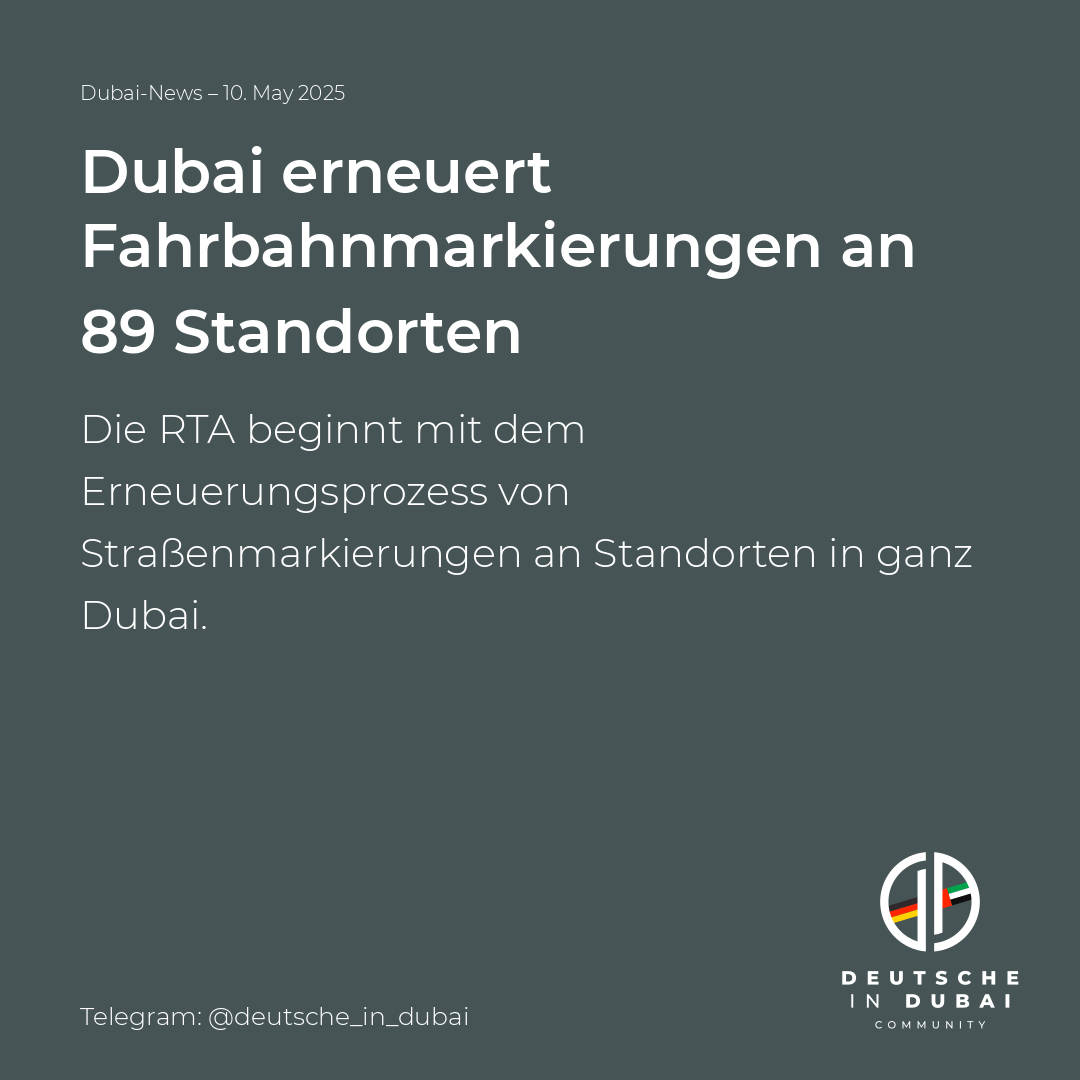 Dubai-News – 10. May 2025
Dubai erneuert
Fahrbahnmarkierungen an
89 Standorten
Die RTA beginnt mit dem
Erneuerungsprozess von
Straßenmarkierungen an Standorten in ganz
Dubai.
DEUTSCHE
IN DUBAI
COMMUNITY
Telegram: @deutsche_in_dubai